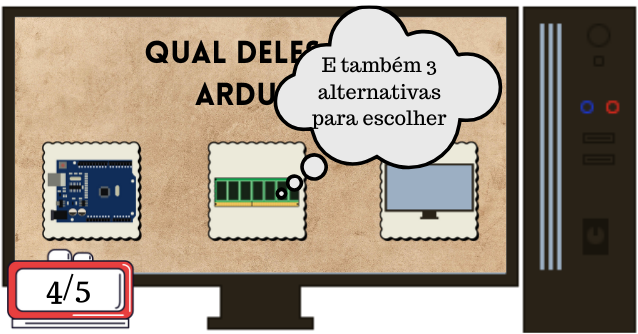 QUAL DELES
ARDU
E também 3
alternativas
para escolher
4/5